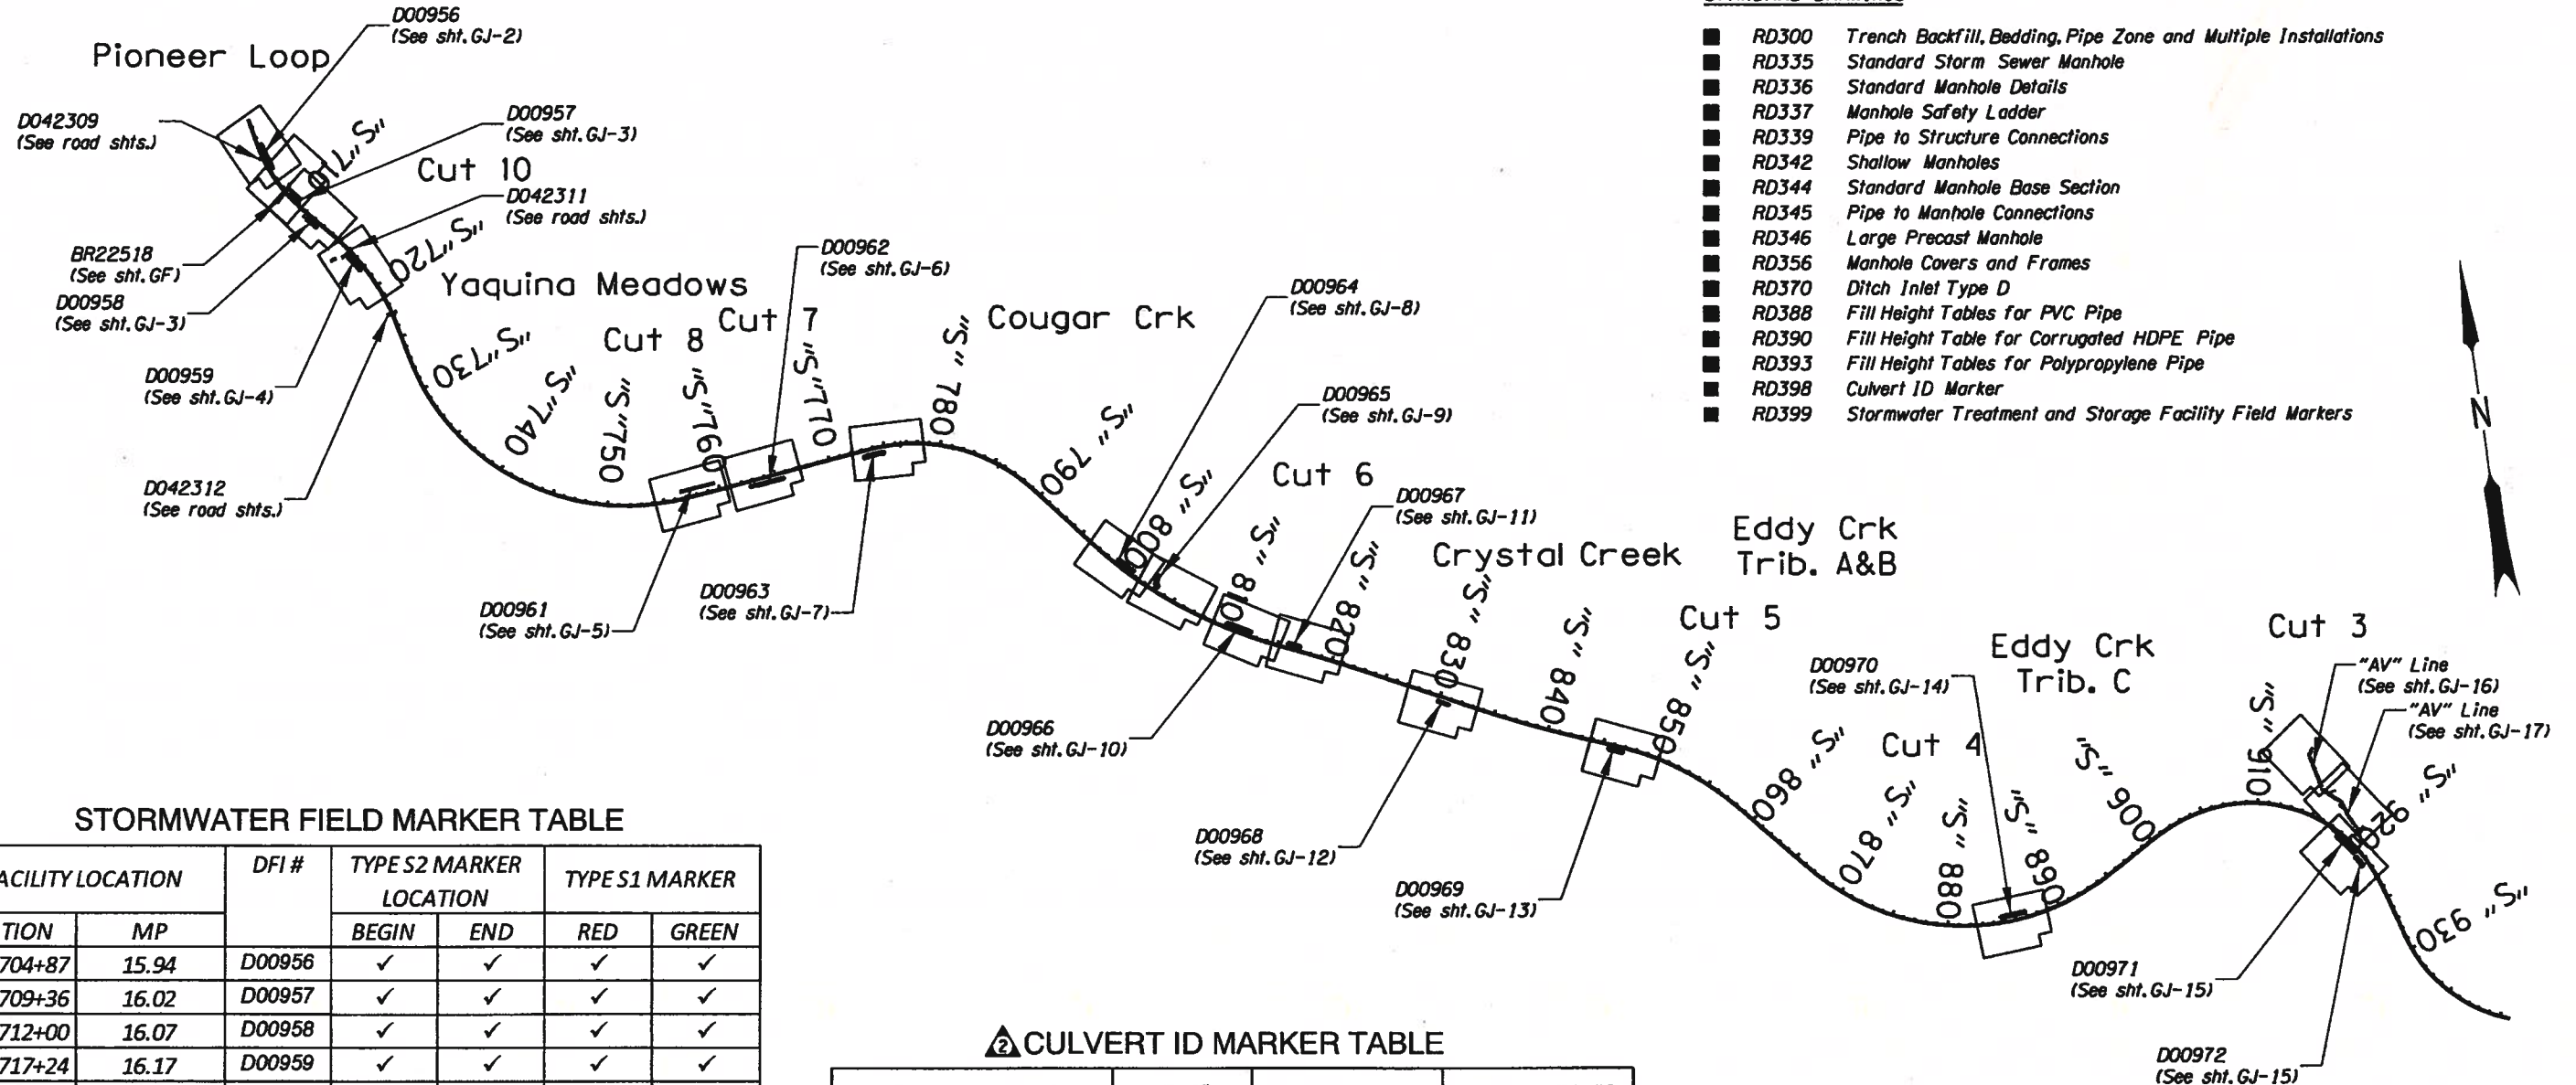 D00956
(See sht. GJ-2)
Pioneer Loop
D042309
(See road shts.)
D00957
(See sht. GJ-3)
"S" 710
Cut 10
D042311
(See road shts.)
BR22518
(See sht. GF)
"S" 720
D00958
(See sht. GJ-3)
Yaquina Meadows
D00959
(See sht. GJ-4)
D042312
(See road shts.)
"S" 730
"S" 740
Cut 8
"S" 750
"S" 760
Cut 7
"S" 770
D00962
(See sht. GJ-6)
"S" 780
Cougar Crk
D00961
(See sht. GJ-5)
D00963
(See sht. GJ-7)
"S" 790
D00964
(See sht. GJ-8)
D00965
(See sht. GJ-9)
"S" 800
Cut 6
"S" 810
D00967
(See sht. GJ-11)
"S" 820
D00966
(See sht. GJ-10)
Crystal Creek
"S" 830
D00968
(See sht. GJ-12)
Eddy Crk
Trib. A&B
"S" 840
Cut 5
"S" 850
D00969
(See sht. GJ-13)
"S" 860
Cut 4
"S" 870
"S" 880
D00970
(See sht. GJ-14)
"S" 890
Eddy Crk
Trib. C
"S" 900
"S" 910
Cut 3
"AV" Line
(See sht. GJ-16)
"AV" Line
(See sht. GJ-17)
"S" 920
"S" 930
D00971
(See sht. GJ-15)
D00972
(See sht. GJ-15)
N
RD300 Trench Backfill, Bedding, Pipe Zone and Multiple Installations
RD335 Standard Storm Sewer Manhole
RD336 Standard Manhole Details
RD337 Manhole Safety Ladder
RD339 Pipe to Structure Connections
RD342 Shallow Manholes
RD344 Standard Manhole Base Section
RD345 Pipe to Manhole Connections
RD346 Large Precast Manhole
RD356 Manhole Covers and Frames
RD370 Ditch Inlet Type D
RD388 Fill Height Tables for PVC Pipe
RD390 Fill Height Table for Corrugated HDPE Pipe
RD393 Fill Height Tables for Polypropylene Pipe
RD398 Culvert ID Marker
RD399 Stormwater Treatment and Storage Facility Field Markers
STORMWATER FIELD MARKER TABLE
ACILITY LOCATION DFI # TYPE S2 MARKER LOCATION TYPE S1 MARKER
TION MP BEGIN END RED GREEN
704+87 15.94 D00956 ✓ ✓ ✓ ✓
709+36 16.02 D00957 ✓ ✓ ✓ ✓
712+00 16.07 D00958 ✓ ✓ ✓ ✓
717+24 16.17 D00959 ✓ ✓ ✓ ✓
2 CULVERT ID MARKER TABLE